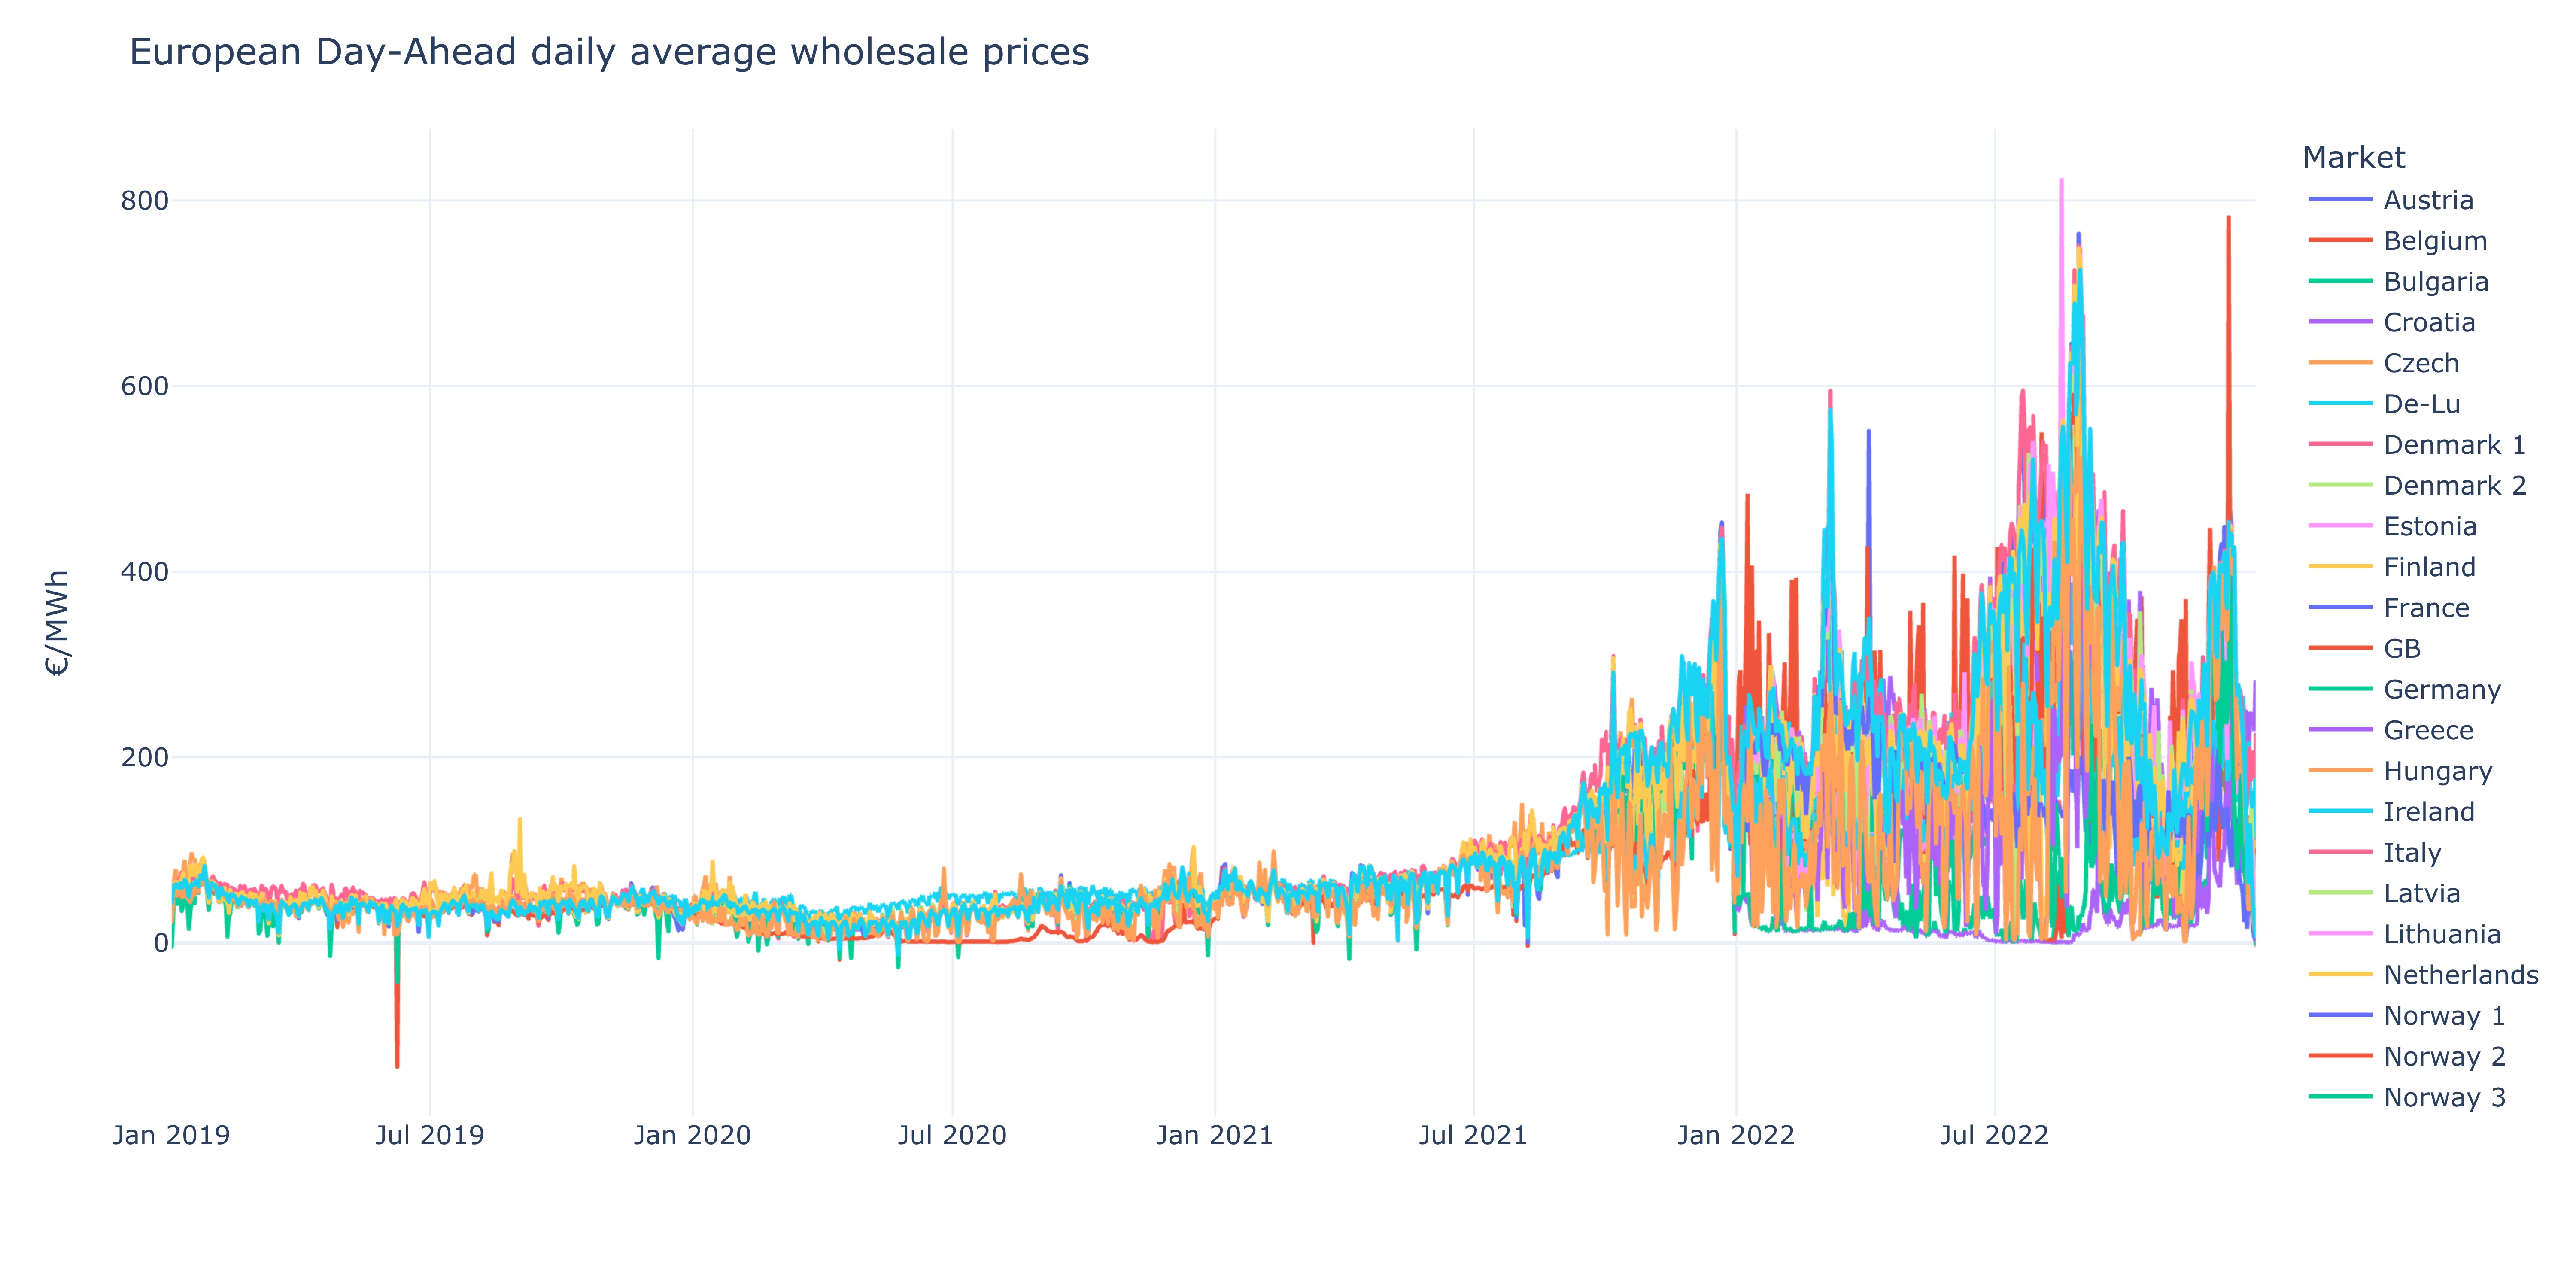 European Day-Ahead daily average wholesale prices
€/MWh
800
600
400
200
0
Jan 2019
Jul 2019
Jan 2020
Jul 2020
Jan 2021
Jul 2021
Jan 2022
Jul 2022
Market
Austria
Belgium
Bulgaria
Croatia
Czech
De-Lu
Denmark 1
Denmark 2
Estonia
Finland
France
GB
Germany
Greece
Hungary
Ireland
Italy
Latvia
Lithuania
Netherlands
Norway 1
Norway 2
Norway 3